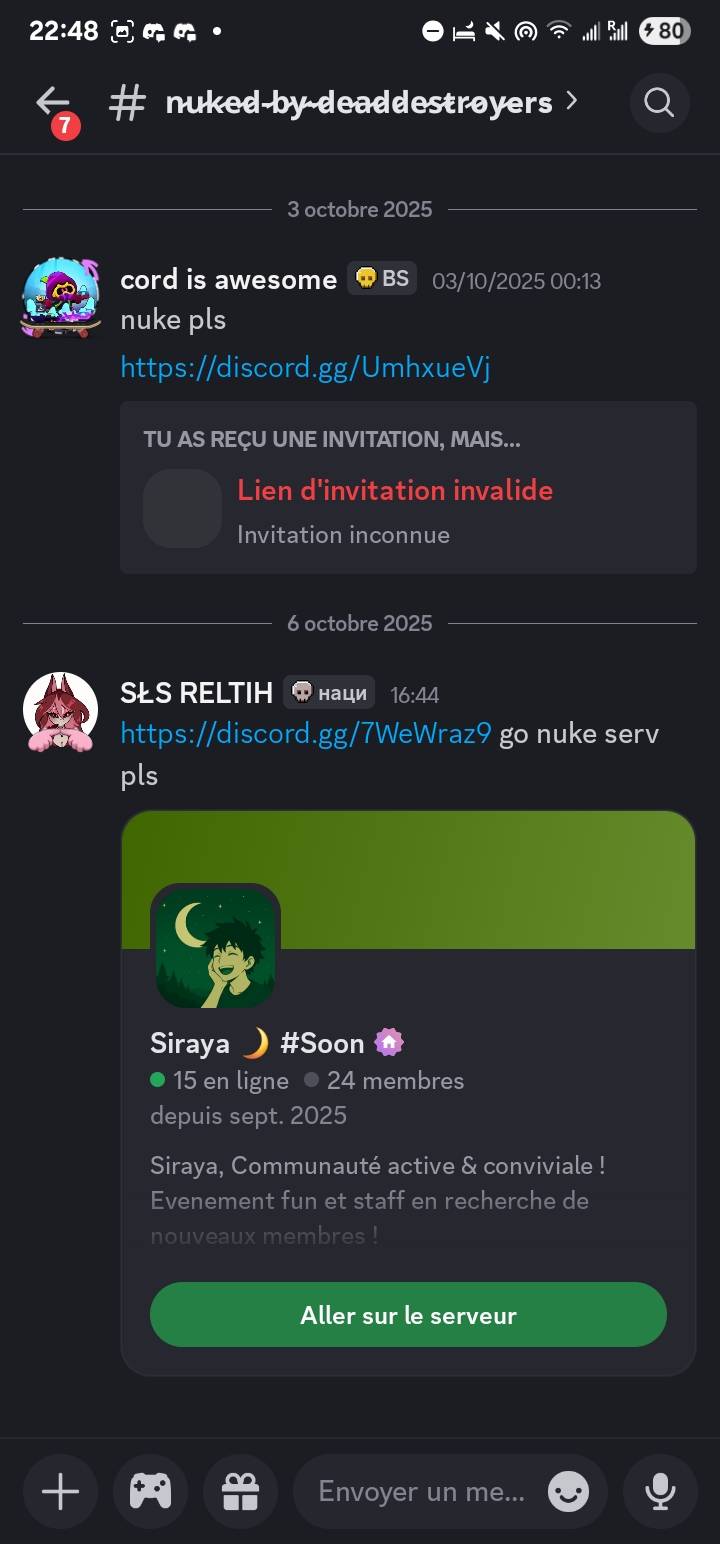 22:48
R
80
7
# nuked-by-deaddestrøyers
3 octobre 2025
cord is awesome BS 03/10/2025 00:13
nuke pls
https://discord.gg/UmhxueVj
TU AS REÇU UNE INVITATION, MAIS...
Lien d'invitation invalide
Invitation inconnue
6 octobre 2025
SŁS RELTIH наци 16:44
https://discord.gg/7WeWraz9 go nuke serv
pls
Siraya 🌙 #Soon
15 en ligne 24 membres
depuis sept. 2025
Siraya, Communauté active & conviviale !
Evenement fun et staff en recherche de
nouveaux membres !
Aller sur le serveur
Envoyer un me...